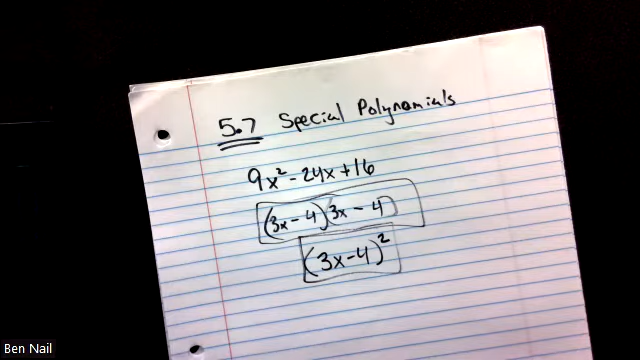 5.7 Special Polynomials
9x² - 24x + 16
(3x - 4)(3x - 4)
(3x - 4)²
Ben Nail